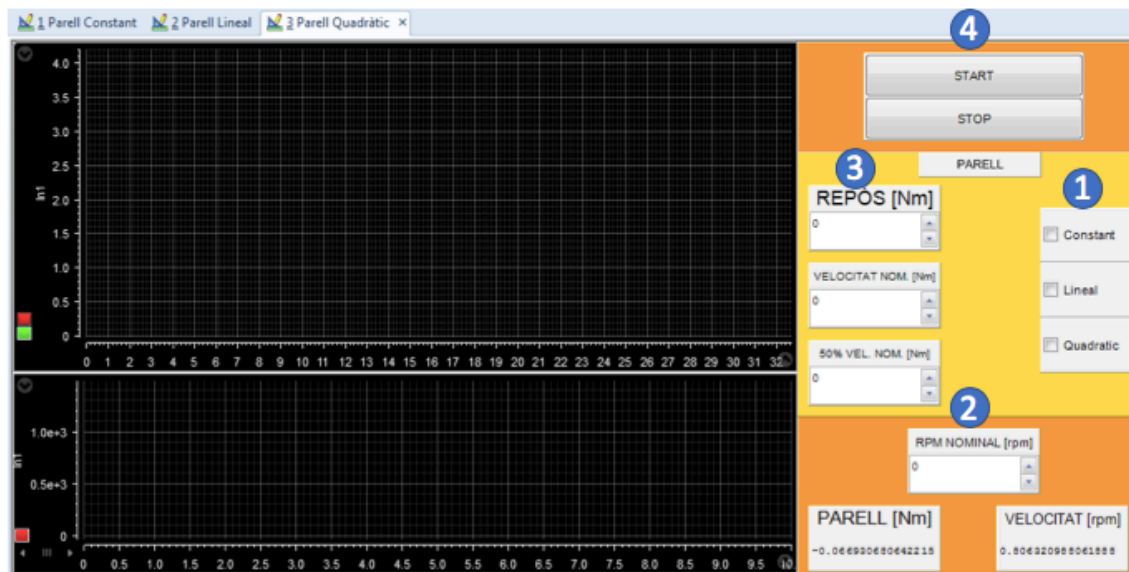 1 Parell Constant 2 Parell Lineal 3 Parell Quadràtic ×
4
START
STOP
PARELL
3
1
REPÒS [Nm]
0
Constant
VELOCITAT NOM. [Nm]
0
Lineal
50% VEL. NOM. [Nm]
0
Quadratic
2
RPM NOMINAL [rpm]
0
PARELL [Nm]
-0.066930680642218
VELOCITAT [rpm]
0.806320988061888
4.0
3.5
3.0
2.5
2.0
1.5
1.0
0.5
0
In1
0 1 2 3 4 5 6 7 8 9 10 11 12 13 14 15 16 17 18 19 20 21 22 23 24 25 26 27 28 29 30 31 32
1.0e+3
0.5e+3
0
In1
0 0.5 1.0 1.5 2.0 2.5 3.0 3.5 4.0 4.5 5.0 5.5 6.0 6.5 7.0 7.5 8.0 8.5 9.0 9.5 10